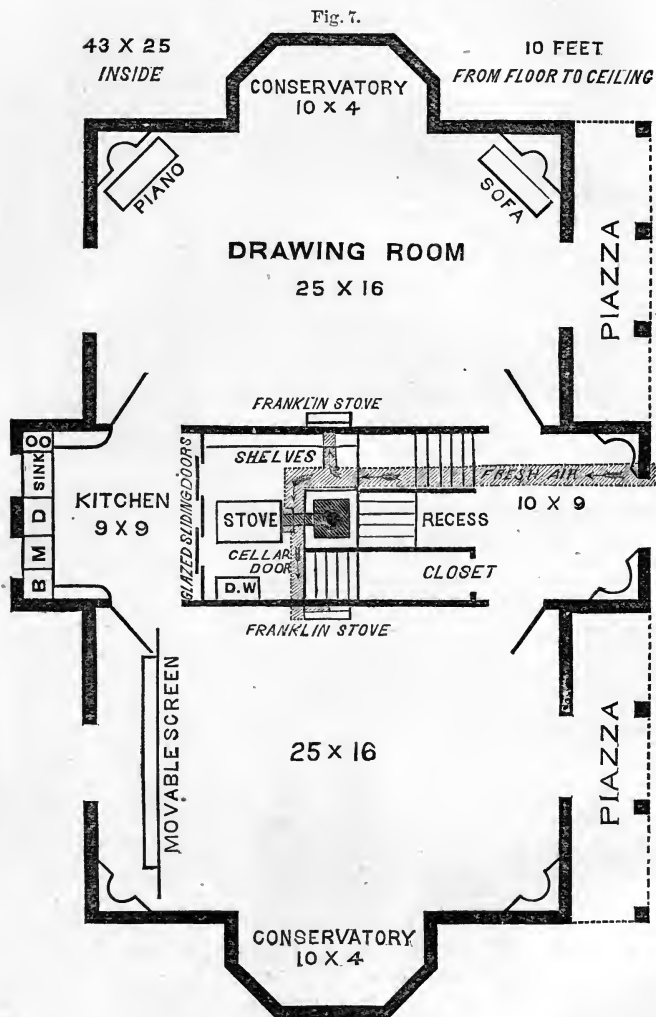 Fig. 7.
43 X 25
INSIDE
10 FEET
FROM FLOOR TO CEILING
CONSERVATORY
10 X 4
PIANO
SOFA
DRAWING ROOM
25 X 16
PIAZZA
FRANKLIN STOVE
SHELVES
FRESH AIR
10 X 9
OO
SINK
D
M
B
KITCHEN
9 X 9
GLAZED SLIDING DOORS
STOVE
RECESS
CELLAR
DOOR
CLOSET
D.W
FRANKLIN STOVE
MOVABLE SCREEN
25 X 16
PIAZZA
CONSERVATORY
10 X 4